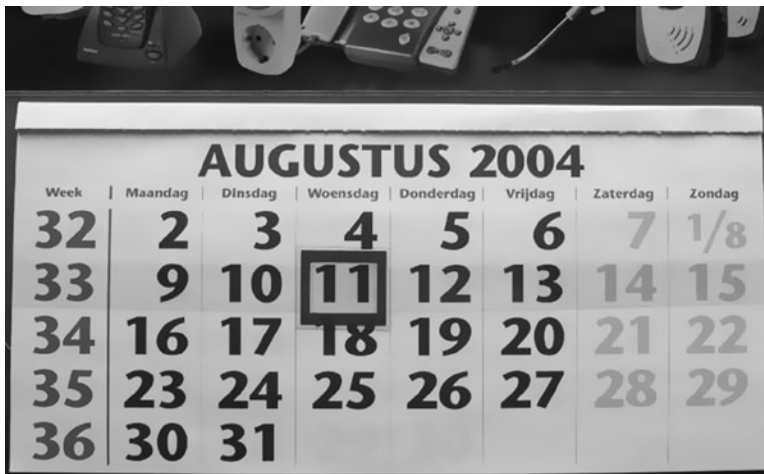 AUGUSTUS 2004
Week Maandag Dinsdag Woensdag Donderdag Vrijdag Zaterdag Zondag
32 2 3 4 5 6 7 1/8
33 9 10 11 12 13 14 15
34 16 17 18 19 20 21 22
35 23 24 25 26 27 28 29
36 30 31